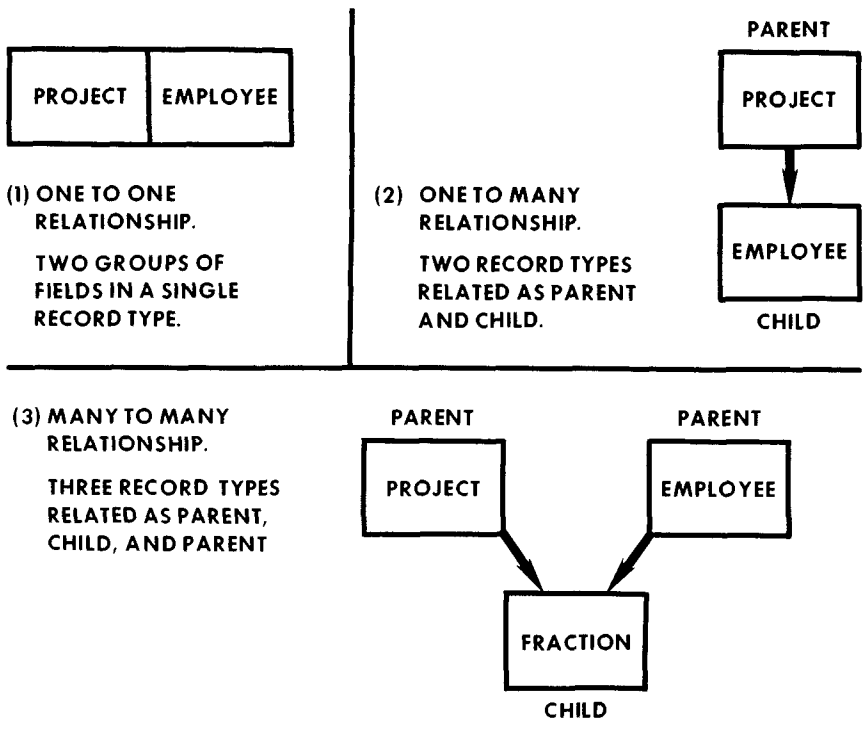 PROJECT EMPLOYEE
(1) ONE TO ONE
RELATIONSHIP.
TWO GROUPS OF
FIELDS IN A SINGLE
RECORD TYPE.
(2) ONE TO MANY
RELATIONSHIP.
TWO RECORD TYPES
RELATED AS PARENT
AND CHILD.
PARENT
PROJECT
EMPLOYEE
CHILD
(3) MANY TO MANY
RELATIONSHIP.
THREE RECORD TYPES
RELATED AS PARENT,
CHILD, AND PARENT
PARENT PARENT
PROJECT EMPLOYEE
FRACTION
CHILD